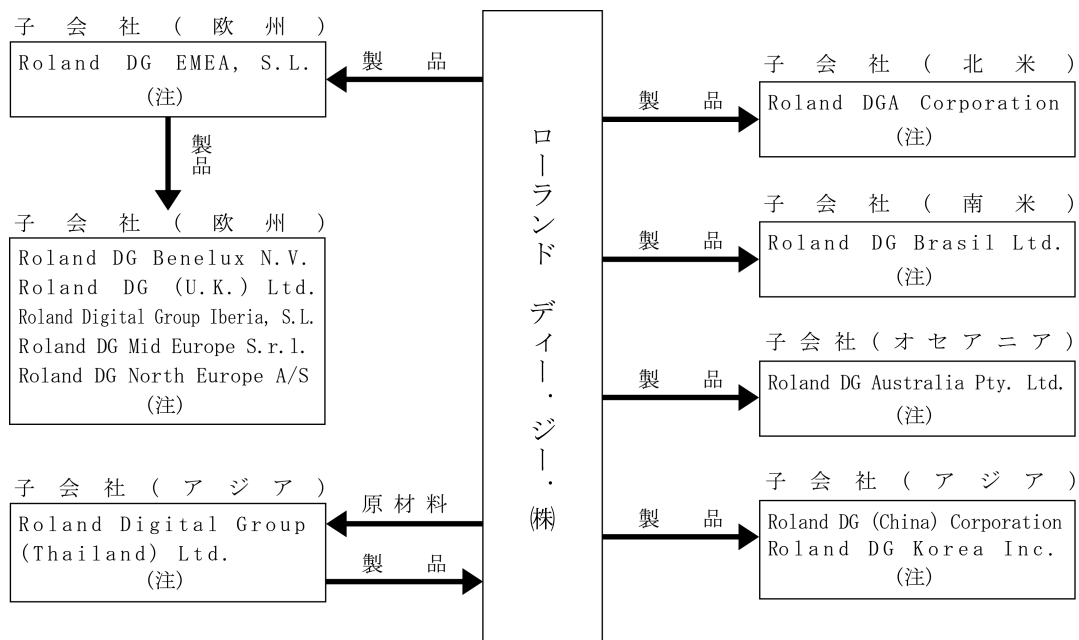 子会社(欧州)
Roland DG EMEA, S.L.
(注)
製品
製品
子会社(欧州)
Roland DG Benelux N.V.
Roland DG (U.K.) Ltd.
Roland Digital Group Iberia, S.L.
Roland DG Mid Europe S.r.l.
Roland DG North Europe A/S
(注)
子会社(アジア)
Roland Digital Group
(Thailand) Ltd.
(注)
原材料
製品
ローランド ディー.ジー.㈱
子会社(北米)
製品
Roland DGA Corporation
(注)
子会社(南米)
製品
Roland DG Brasil Ltd.
(注)
子会社(オセアニア)
製品
Roland DG Australia Pty. Ltd.
(注)
子会社(アジア)
製品
Roland DG (China) Corporation
Roland DG Korea Inc.
(注)